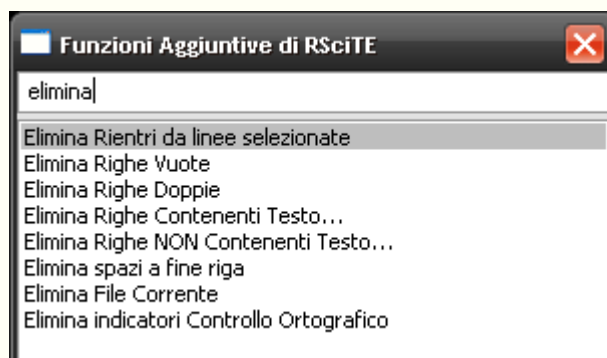 Funzioni Aggiuntive di RSciTE
elimina
Elimina Rientri da linee selezionate
Elimina Righe Vuote
Elimina Righe Doppie
Elimina Righe Contenenti Testo...
Elimina Righe NON Contenenti Testo...
Elimina spazi a fine riga
Elimina File Corrente
Elimina indicatori Controllo Ortografico